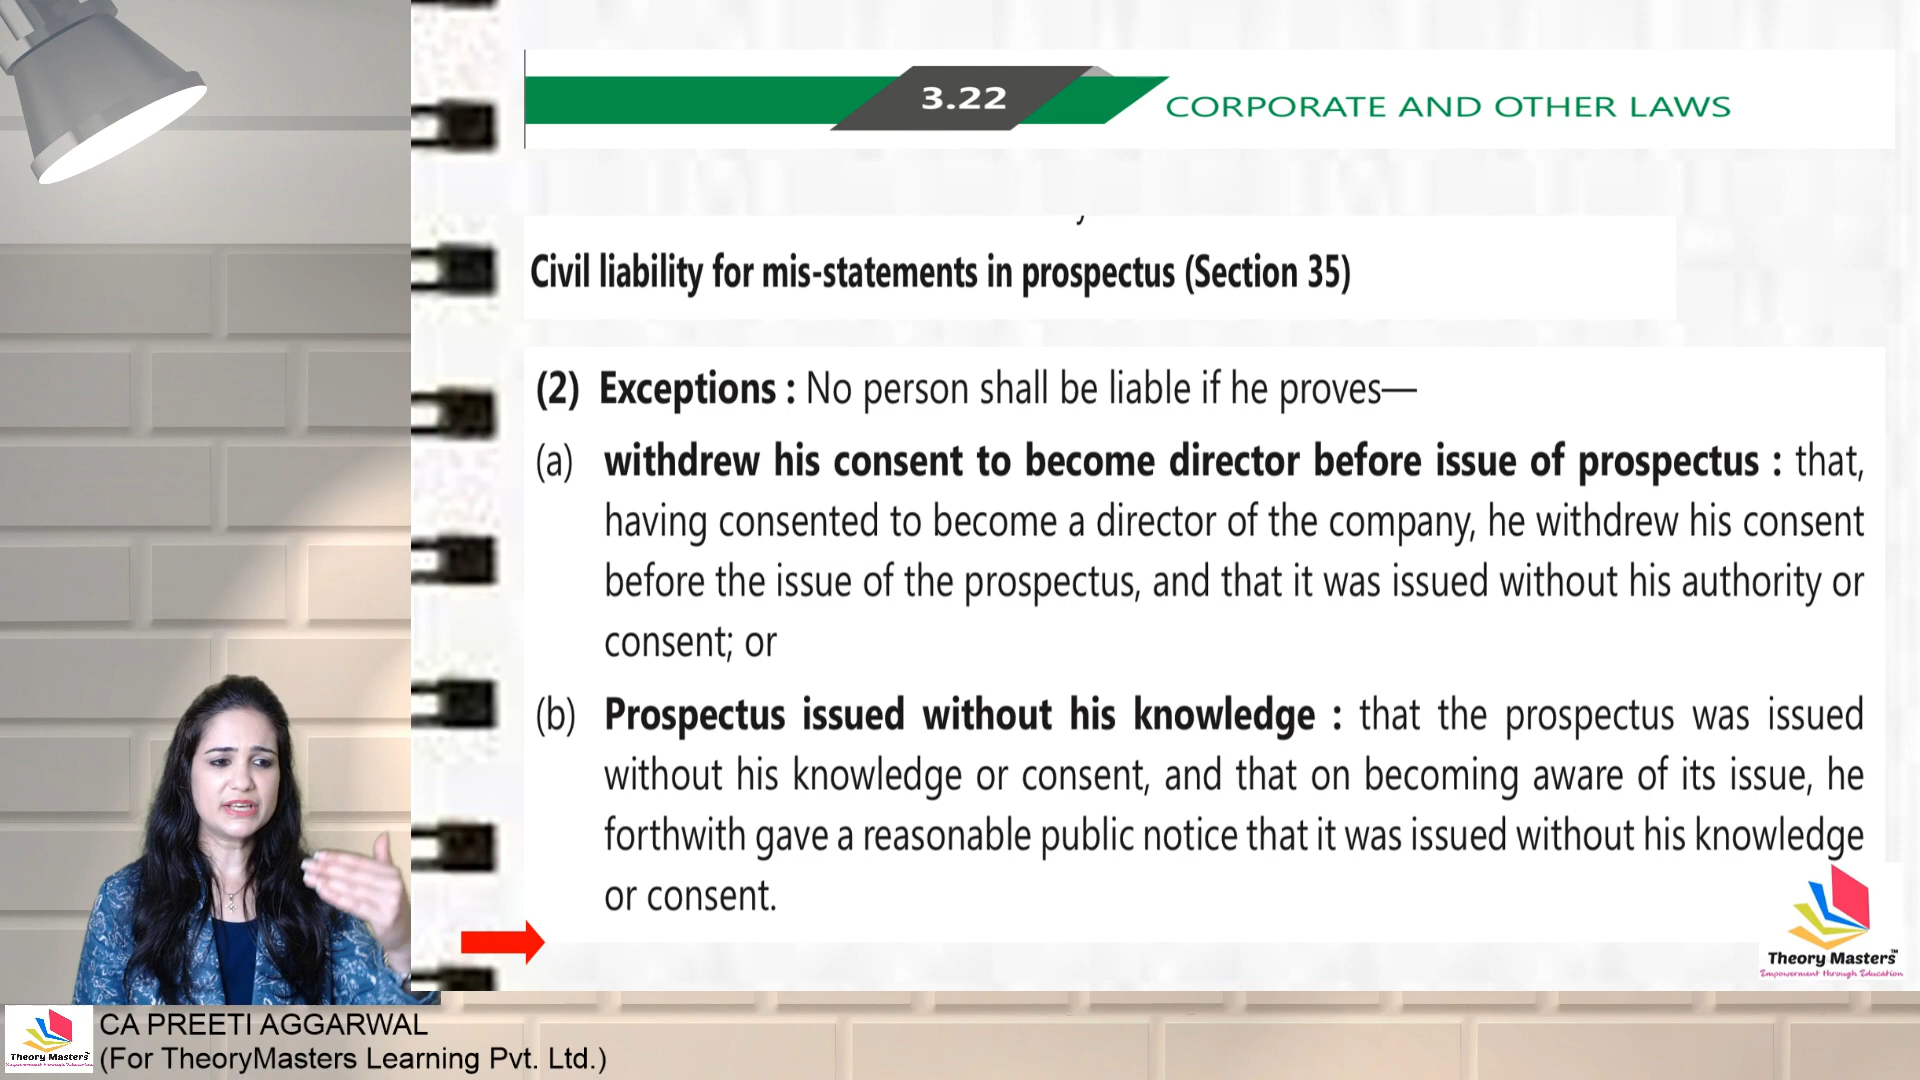 3.22
CORPORATE AND OTHER LAWS
Civil liability for mis-statements in prospectus (Section 35)
(2) Exceptions : No person shall be liable if he proves—
(a) withdrew his consent to become director before issue of prospectus : that,
having consented to become a director of the company, he withdrew his consent
before the issue of the prospectus, and that it was issued without his authority or
consent; or
(b) Prospectus issued without his knowledge : that the prospectus was issued
without his knowledge or consent, and that on becoming aware of its issue, he
forthwith gave a reasonable public notice that it was issued without his knowledge
or consent.
Theory Masters™
Empowerment through Education
Theory Masters™
Empowerment through Education
CA PREETI AGGARWAL
(For TheoryMasters Learning Pvt. Ltd.)